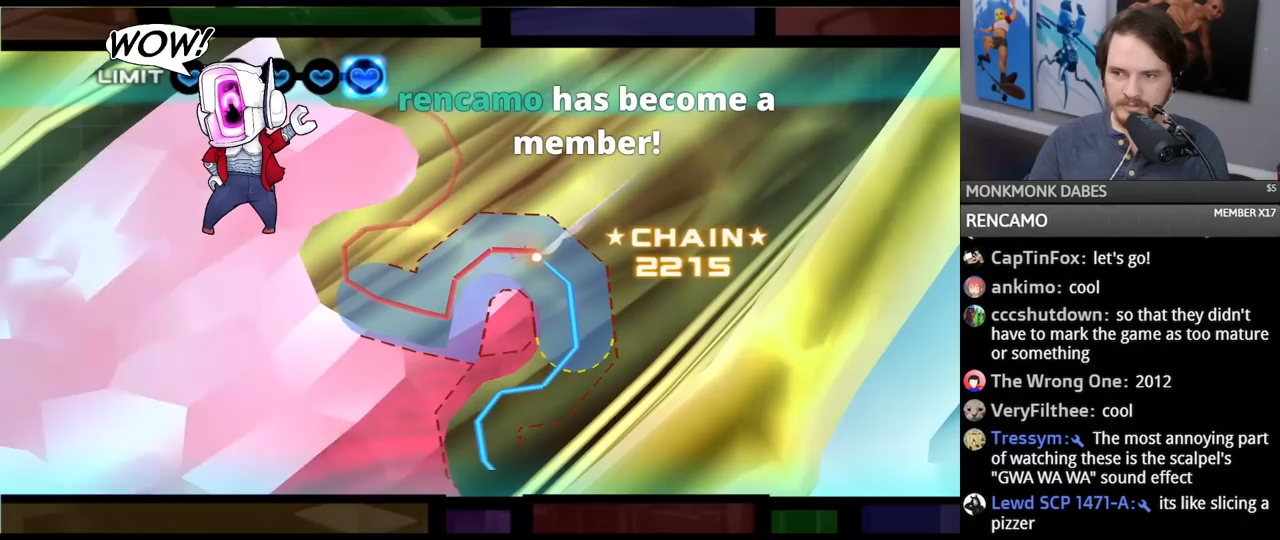 WOW!
LIMIT
rencamo has become a
member!
★CHAIN★
2215
MONKMONK DABES $5
RENCAMO MEMBER X17
CapTinFox: let's go!
ankimo: cool
cccshutdown: so that they didn't
have to mark the game as too mature
or something
The Wrong One: 2012
VeryFilthee: cool
Tressym: The most annoying part
of watching these is the scalpel's
"GWA WA WA" sound effect
Lewd SCP 1471-A: its like slicing a
pizzer